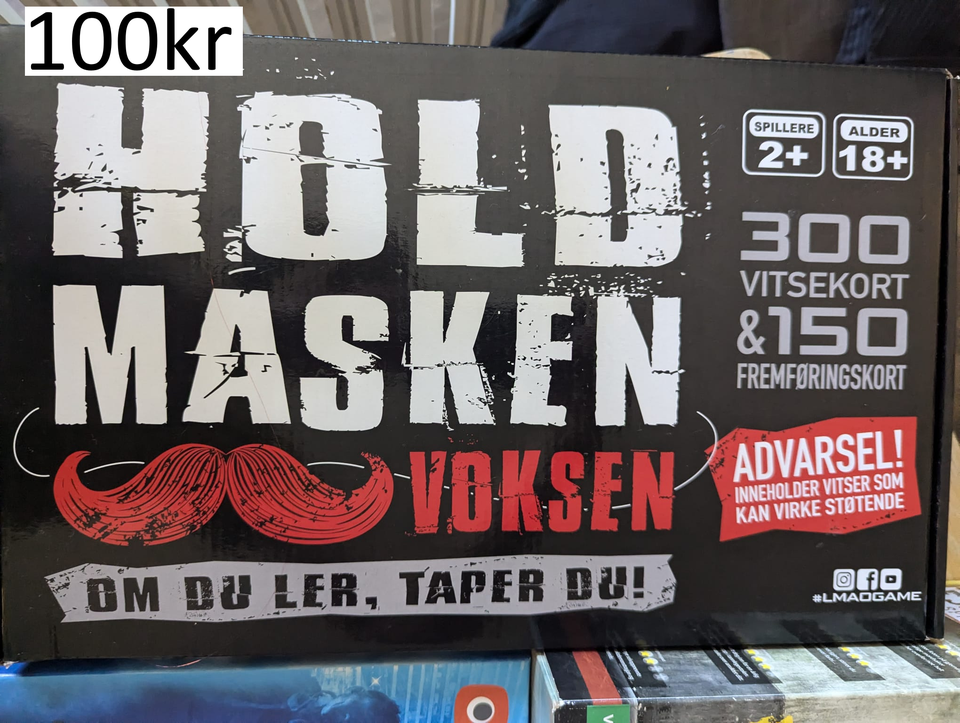 100kr
HOLD
MASKEN
VOKSEN
OM DU LER, TAPER DU!
SPILLERE
2+
ALDER
18+
300
VITSEKORT
&150
FREMFØRINGSKORT
ADVARSEL!
INNEHOLDER VITSER SOM
KAN VIRKE STØTENDE
#LMAOGAME